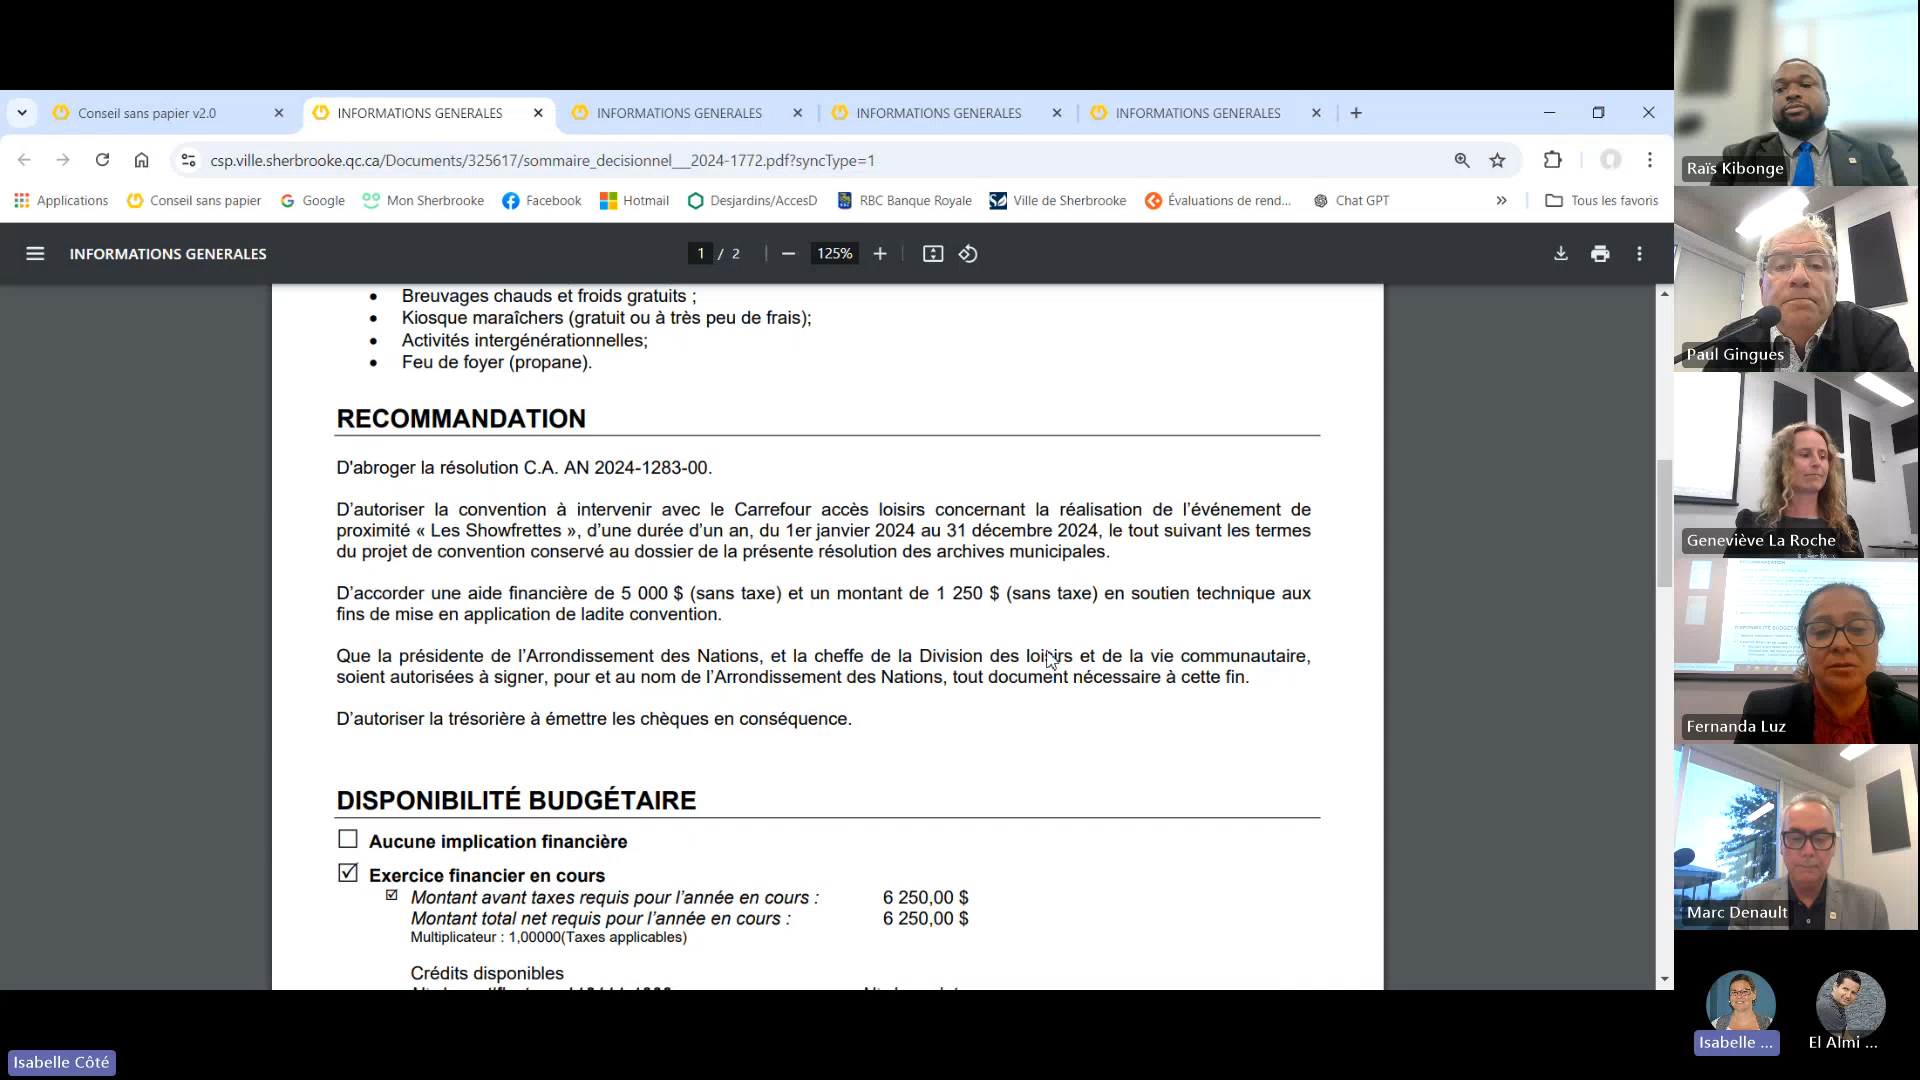 Conseil sans papier v2.0
INFORMATIONS GENERALES
INFORMATIONS GENERALES
INFORMATIONS GENERALES
INFORMATIONS GENERALES
csp.ville.sherbrooke.qc.ca/Documents/325617/sommaire_decisionnel__2024-1772.pdf?syncType=1
Applications
Conseil sans papier
Google
Mon Sherbrooke
Facebook
Hotmail
Desjardins/AccesD
RBC Banque Royale
Ville de Sherbrooke
Évaluations de rend...
Chat GPT
Tous les favoris
INFORMATIONS GENERALES
1 / 2
125%
• Breuvages chauds et froids gratuits ;
• Kiosque maraîchers (gratuit ou à très peu de frais);
• Activités intergénérationnelles;
• Feu de foyer (propane).
RECOMMANDATION
D'abroger la résolution C.A. AN 2024-1283-00.
D’autoriser la convention à intervenir avec le Carrefour accès loisirs concernant la réalisation de l’événement de
proximité « Les Showfrettes », d’une durée d’un an, du 1er janvier 2024 au 31 décembre 2024, le tout suivant les termes
du projet de convention conservé au dossier de la présente résolution des archives municipales.
D’accorder une aide financière de 5 000 $ (sans taxe) et un montant de 1 250 $ (sans taxe) en soutien technique aux
fins de mise en application de ladite convention.
Que la présidente de l’Arrondissement des Nations, et la cheffe de la Division des loisirs et de la vie communautaire,
soient autorisées à signer, pour et au nom de l’Arrondissement des Nations, tout document nécessaire à cette fin.
D’autoriser la trésorière à émettre les chèques en conséquence.
DISPONIBILITÉ BUDGÉTAIRE
Aucune implication financière
Exercice financier en cours
Montant avant taxes requis pour l’année en cours : 6 250,00 $
Montant total net requis pour l’année en cours : 6 250,00 $
Multiplicateur : 1,00000(Taxes applicables)
Crédits disponibles
Raïs Kibonge
Paul Gingues
Geneviève La Roche
Fernanda Luz
Marc Denault
Isabelle ...
El Almi ...
Isabelle Côté